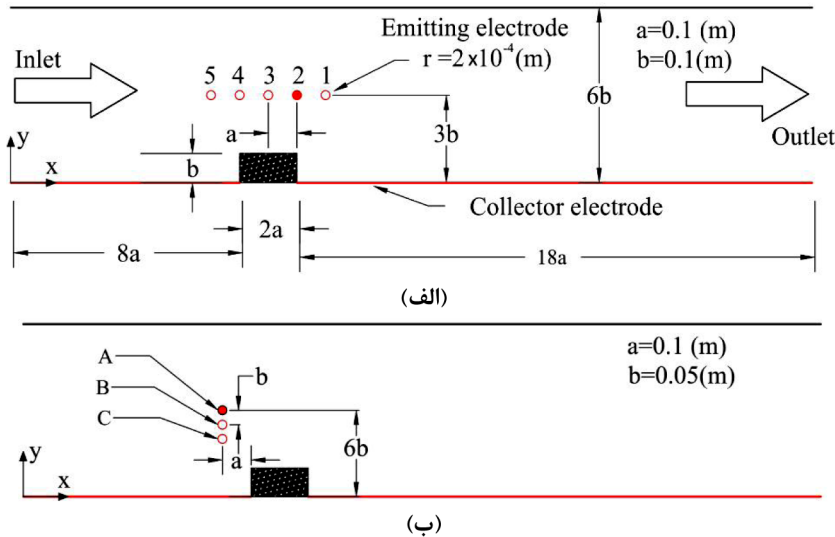 Emitting electrode
r =2×10⁻⁴(m)
a=0.1 (m)
b=0.1(m)
Inlet
5 4 3 2 1
6b
Outlet
a
3b
y
b
x
Collector electrode
2a
8a
18a
(الف)
A
B
C
b
a=0.1 (m)
b=0.05(m)
6b
a
y
x
(ب)